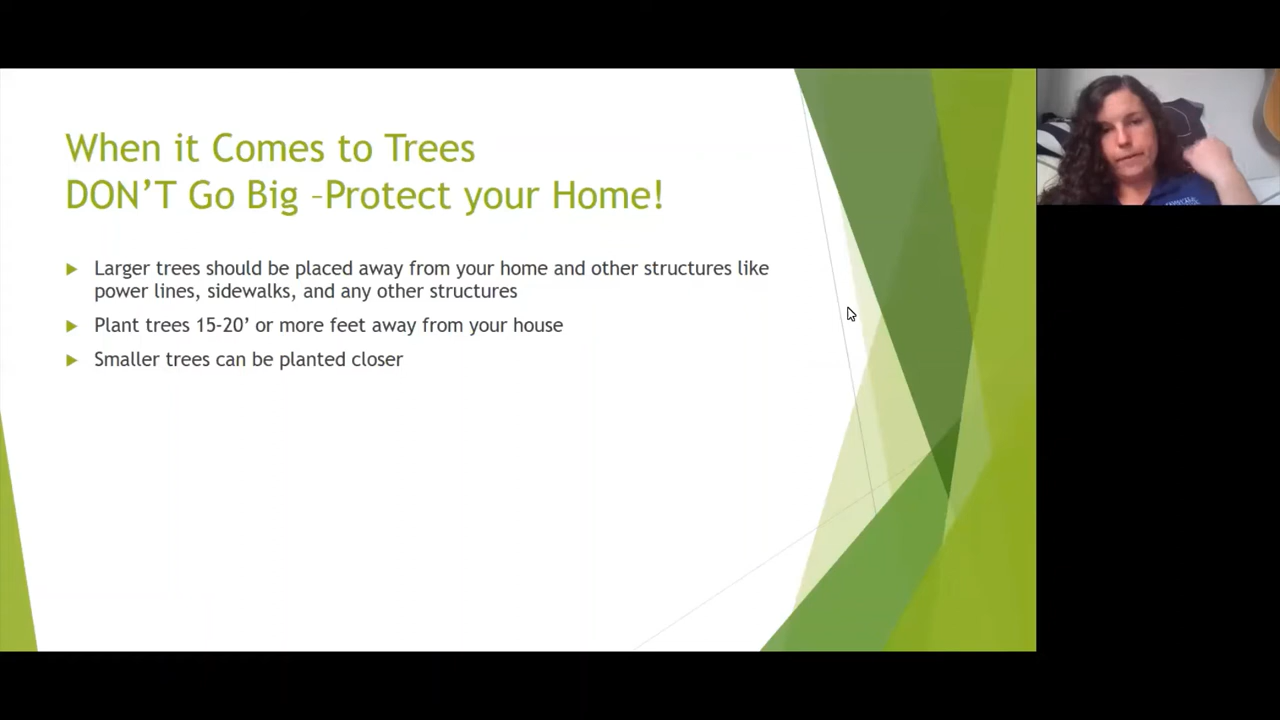 When it Comes to Trees
DON'T Go Big –Protect your Home!
Larger trees should be placed away from your home and other structures like
power lines, sidewalks, and any other structures
Plant trees 15-20’ or more feet away from your house
Smaller trees can be planted closer